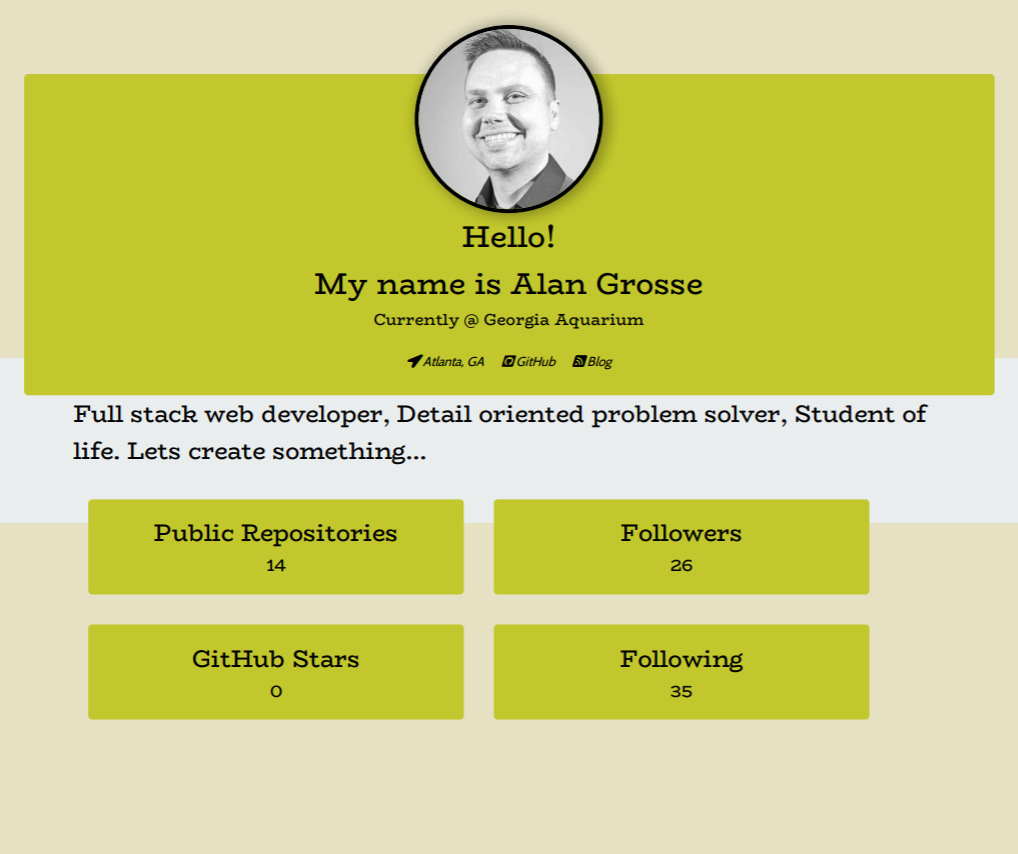 Hello!
My name is Alan Grosse
Currently @ Georgia Aquarium
Atlanta, GA GitHub Blog
Full stack web developer, Detail oriented problem solver, Student of
life. Lets create something...
Public Repositories
14
Followers
26
GitHub Stars
0
Following
35